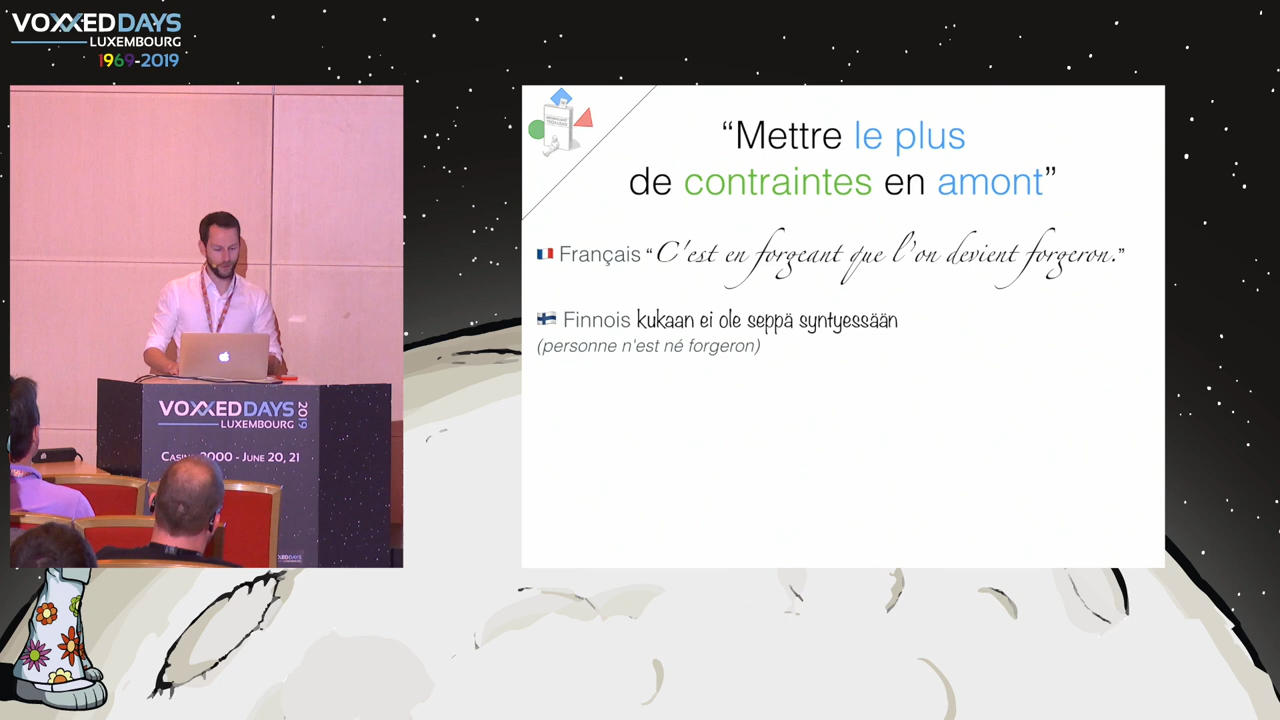 VOXXEDDAYS
LUXEMBOURG
1969-2019
“Mettre le plus
de contraintes en amont”
Français “C'est en forgeant que l'on devient forgeron.”
Finnois kukaan ei ole seppä syntyessään
(personne n'est né forgeron)
VOXXEDDAYS 2019
LUXEMBOURG
2000 - JUNE 20, 21